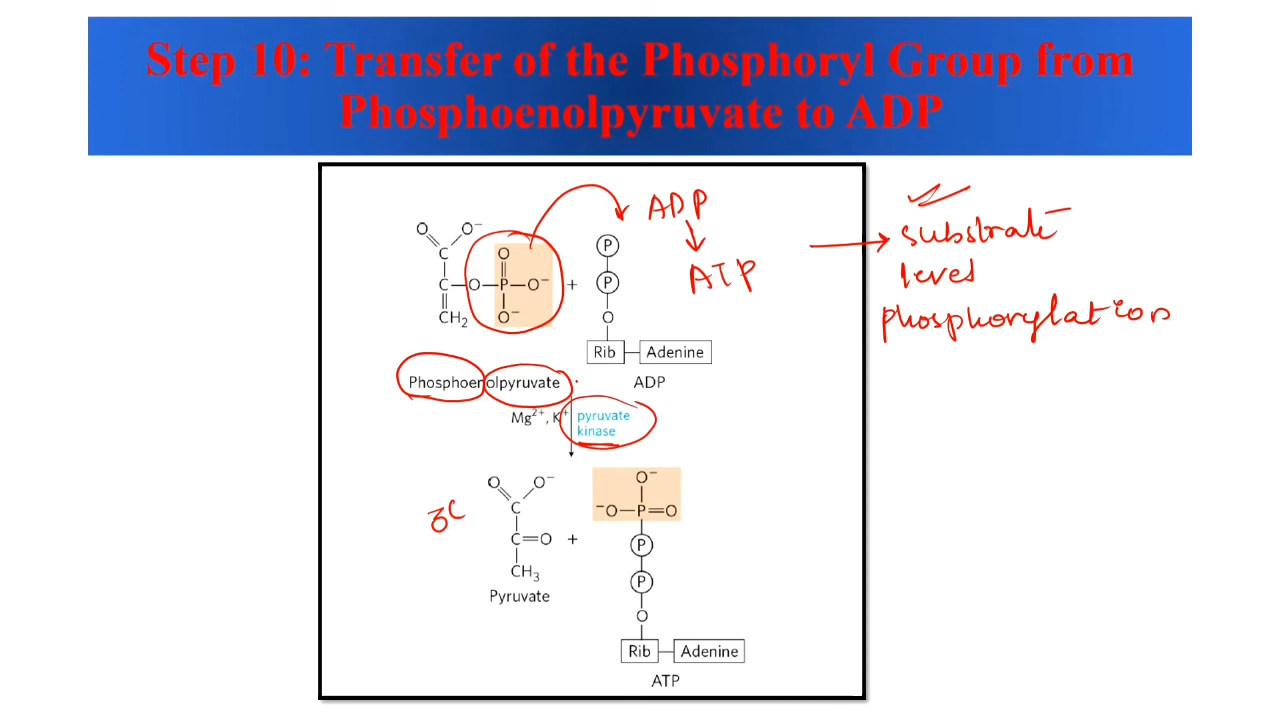 Step 10: Transfer of the Phosphoryl Group from
Phosphoenolpyruvate to ADP
ADP
ATP
substrate
level
phosphorylation
O O⁻
C
C—O—P—O⁻
O
CH₂ O⁻
+
P
P
O
Rib Adenine
Phosphoenolpyruvate ADP
Mg²⁺, K⁺ pyruvate
kinase
3C
O O⁻
C
C=O
CH₃
Pyruvate
+
O⁻
⁻O—P=O
P
P
O
Rib Adenine
ATP